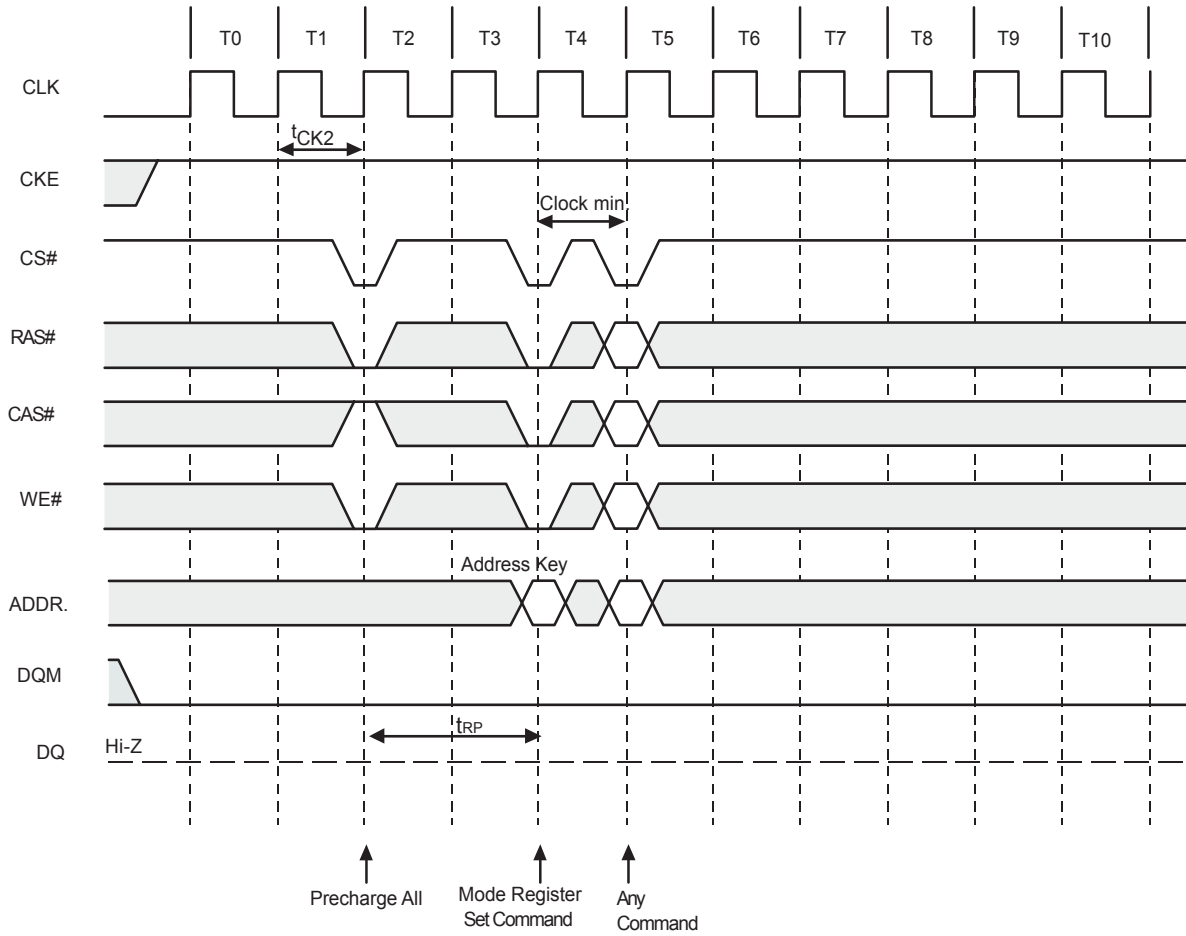 T0 T1 T2 T3 T4 T5 T6 T7 T8 T9 T10
CLK
tCK2
CKE
Clock min.
CS#
RAS#
CAS#
WE#
Address Key
ADDR.
DQM
tRP
DQ Hi-Z
Precharge All
Mode Register
Set Command
Any
Command